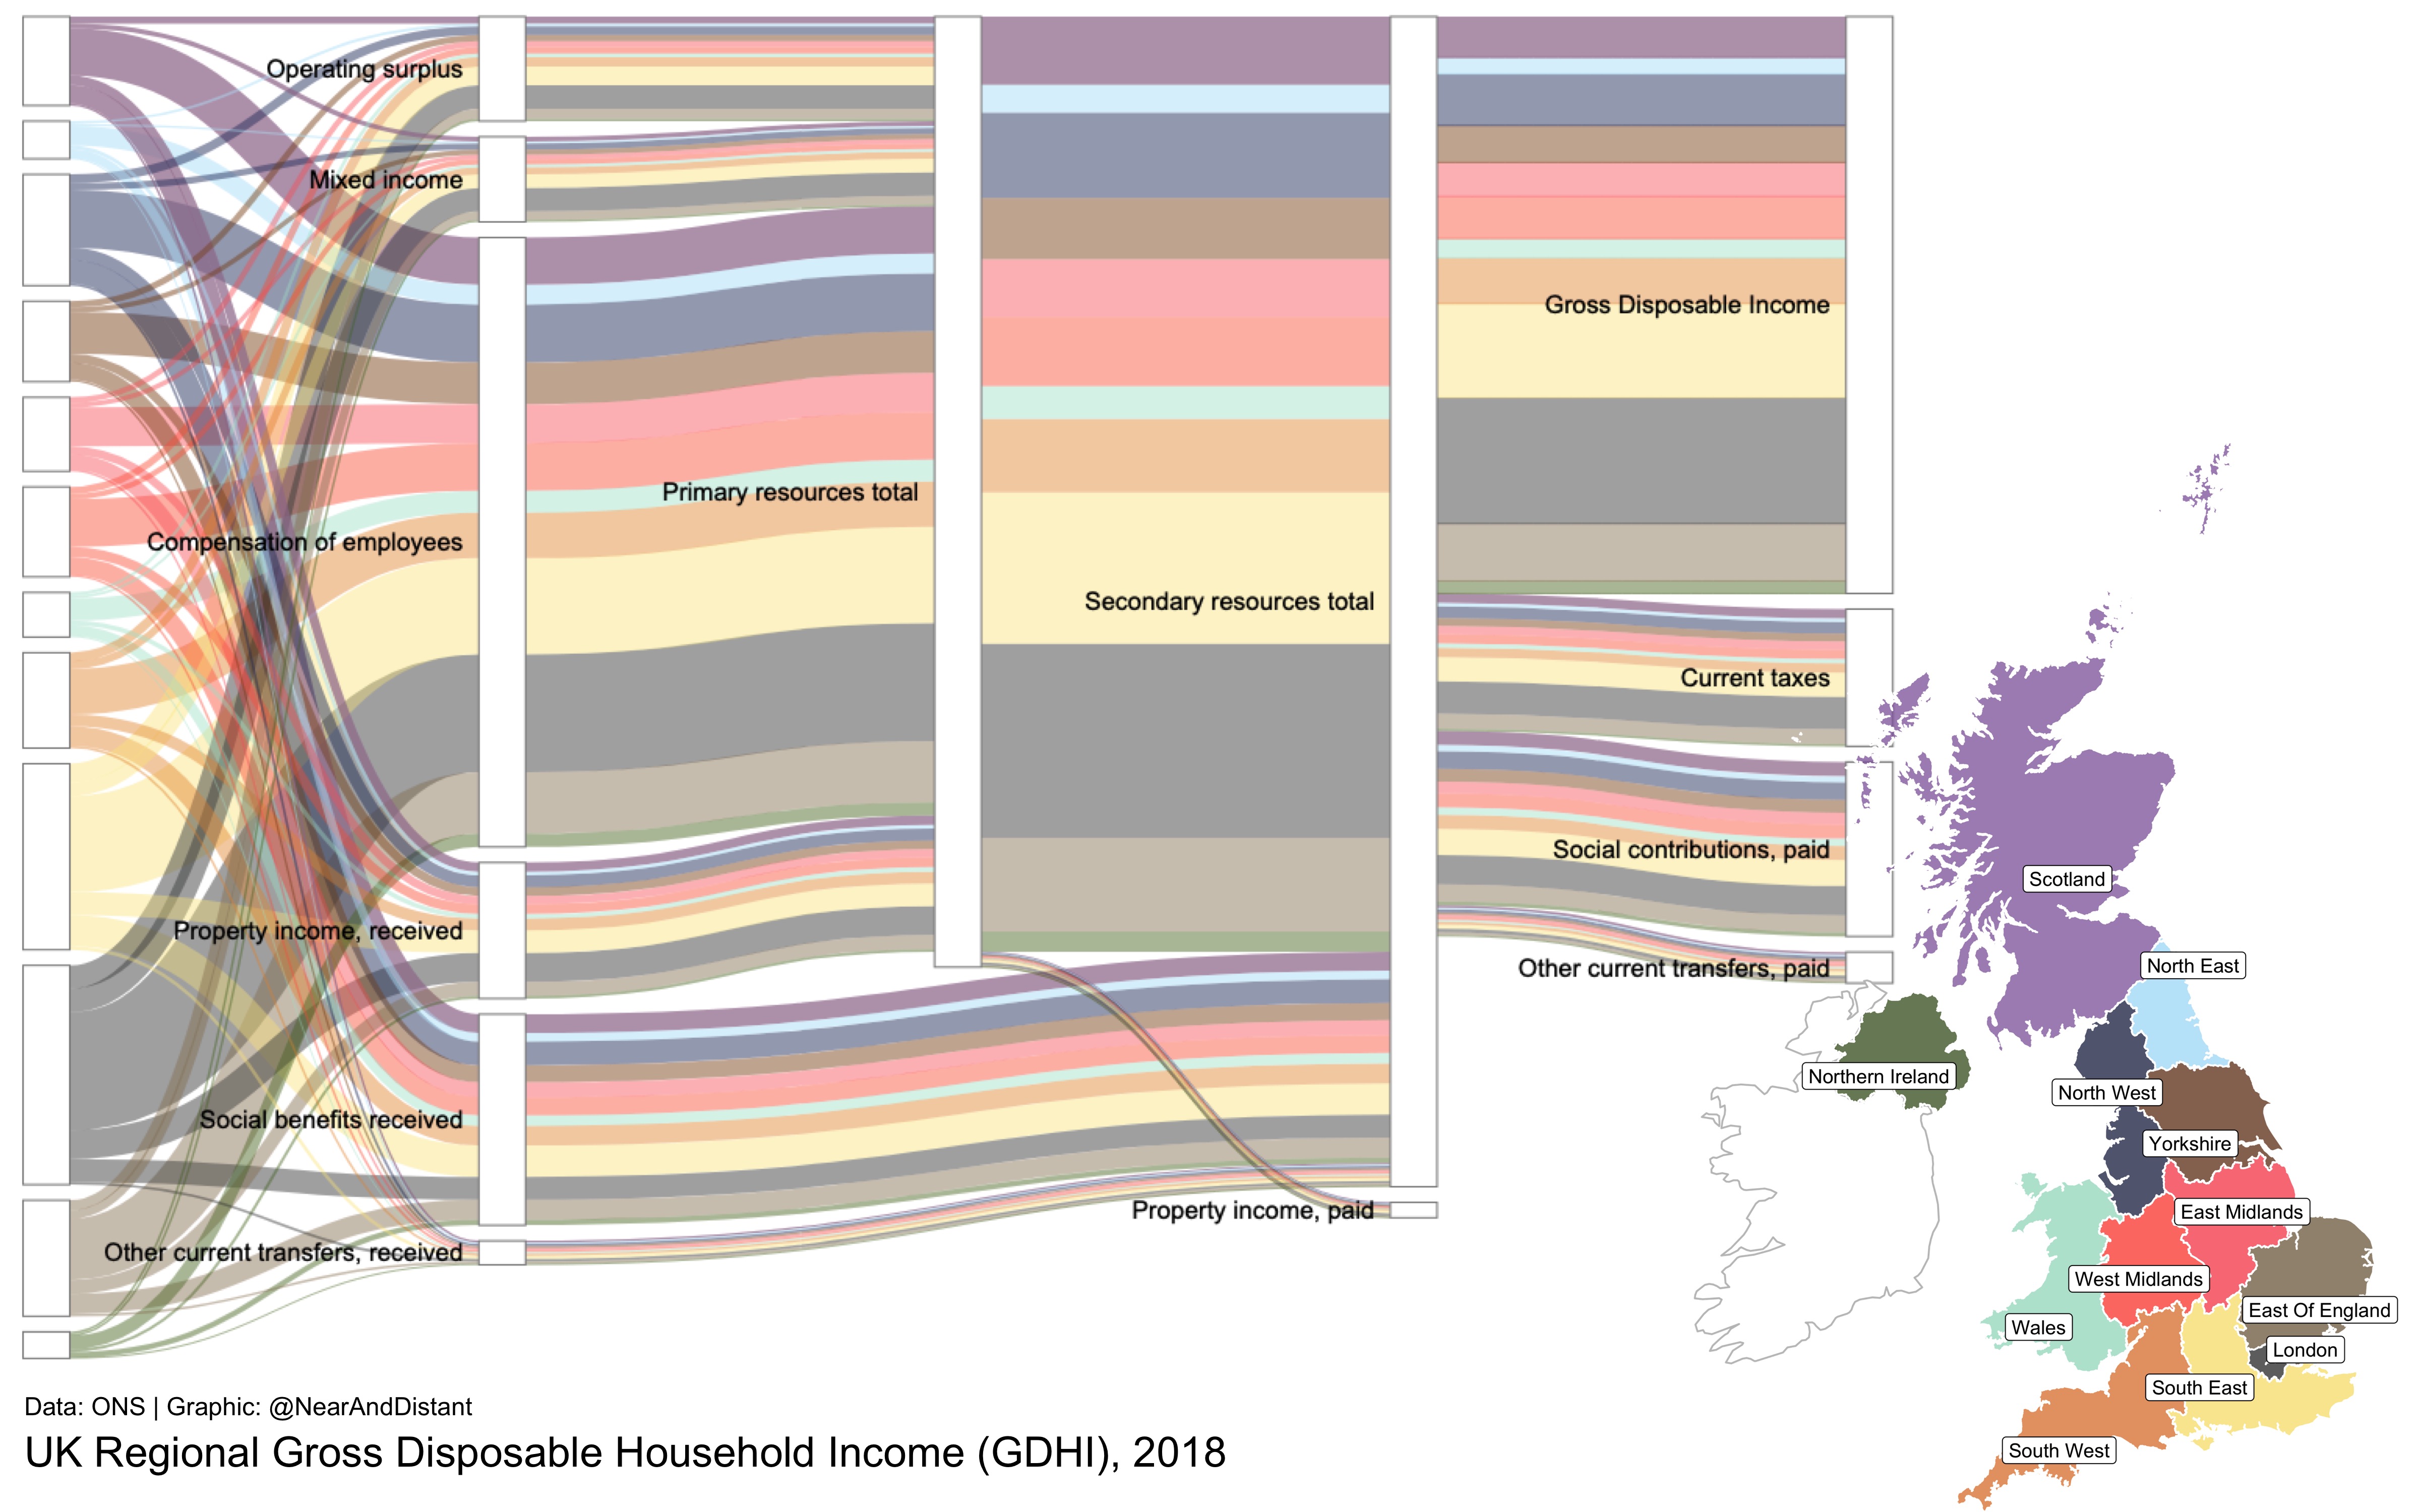 Operating surplus
Mixed income
Gross Disposable Income
Primary resources total
Compensation of employees
Secondary resources total
Current taxes
Social contributions, paid
Scotland
Property income, received
North East
Other current transfers, paid
Northern Ireland
North West
Social benefits received
Yorkshire
Property income, paid
East Midlands
Other current transfers, received
West Midlands
East Of England
Wales
London
South East
Data: ONS | Graphic: @NearAndDistant
UK Regional Gross Disposable Household Income (GDHI), 2018
South West